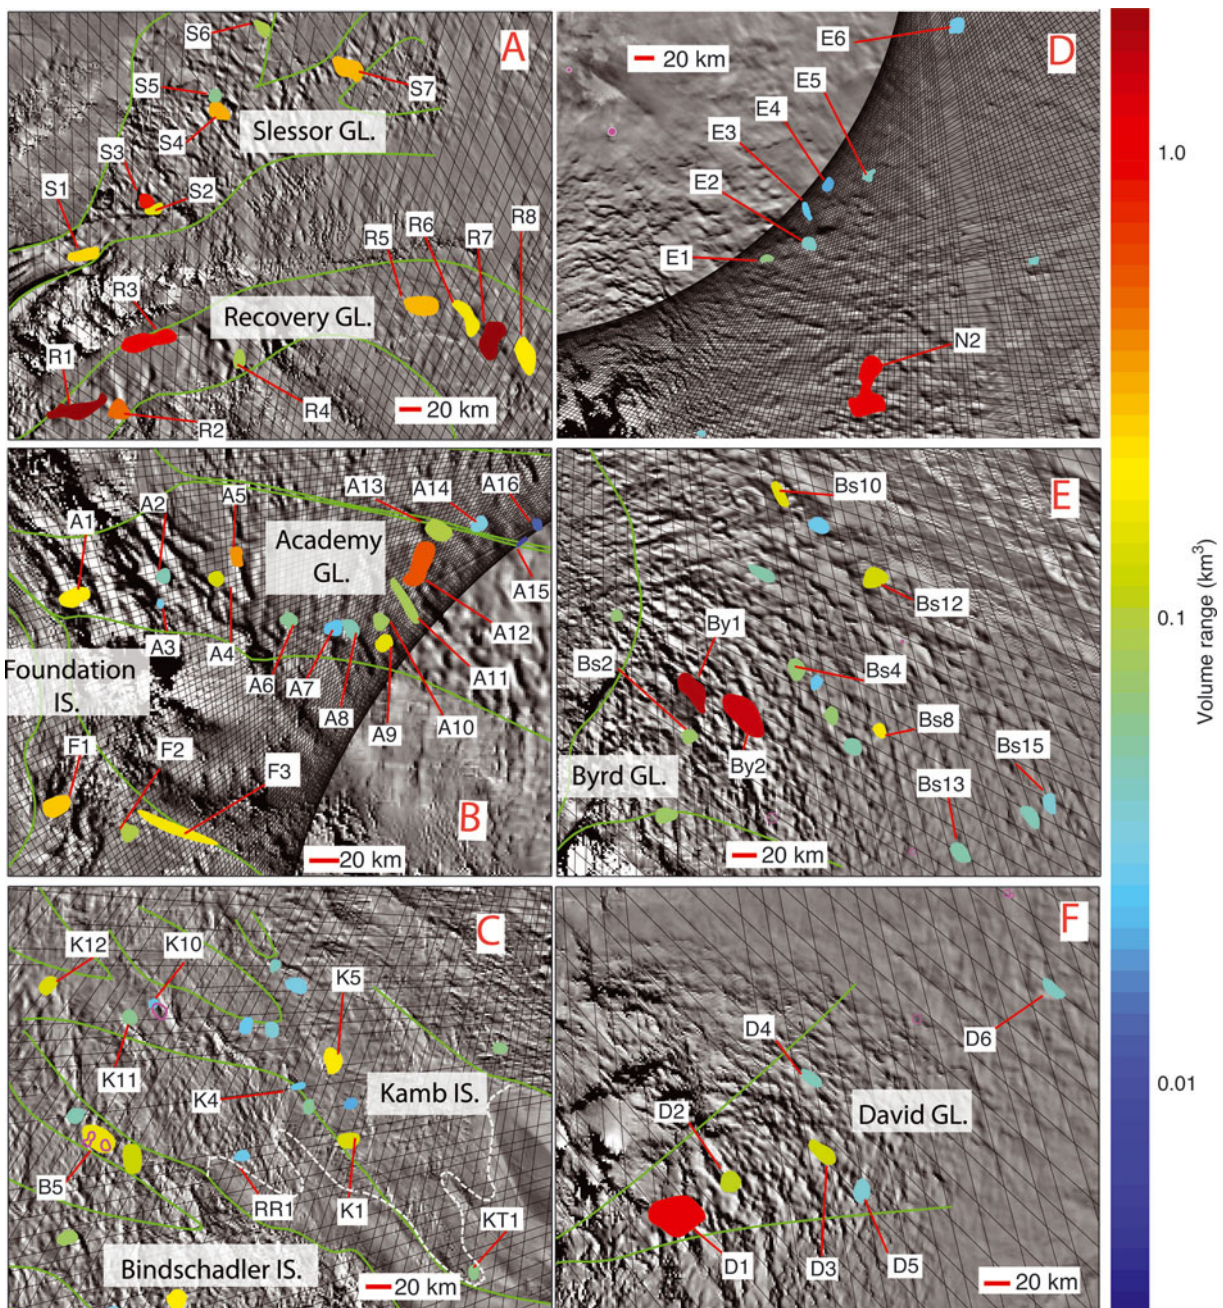 A
S6
S5
S7
S4
Slessor GL.
S3
S1
S2
R8
R6
R7
R5
R3
Recovery GL.
R1
R4
R2
20 km
D
E6
20 km
E5
E4
E3
E2
E1
N2
B
A13
A14
A16
A1
A2
A5
Academy
GL.
A15
A3
A4
A12
A6
A7
A11
A8
A10
A9
Foundation
IS.
F1
F2
F3
20 km
E
Bs10
Bs12
By1
Bs2
Bs4
Bs8
By2
Byrd GL.
Bs15
Bs13
20 km
C
K12
K10
K5
K11
K4
Kamb IS.
B5
RR1
K1
KT1
Bindschadler IS.
20 km
F
D4
D6
David GL.
D2
D1
D3
D5
20 km
1.0
0.1
0.01
Volume range (km³)